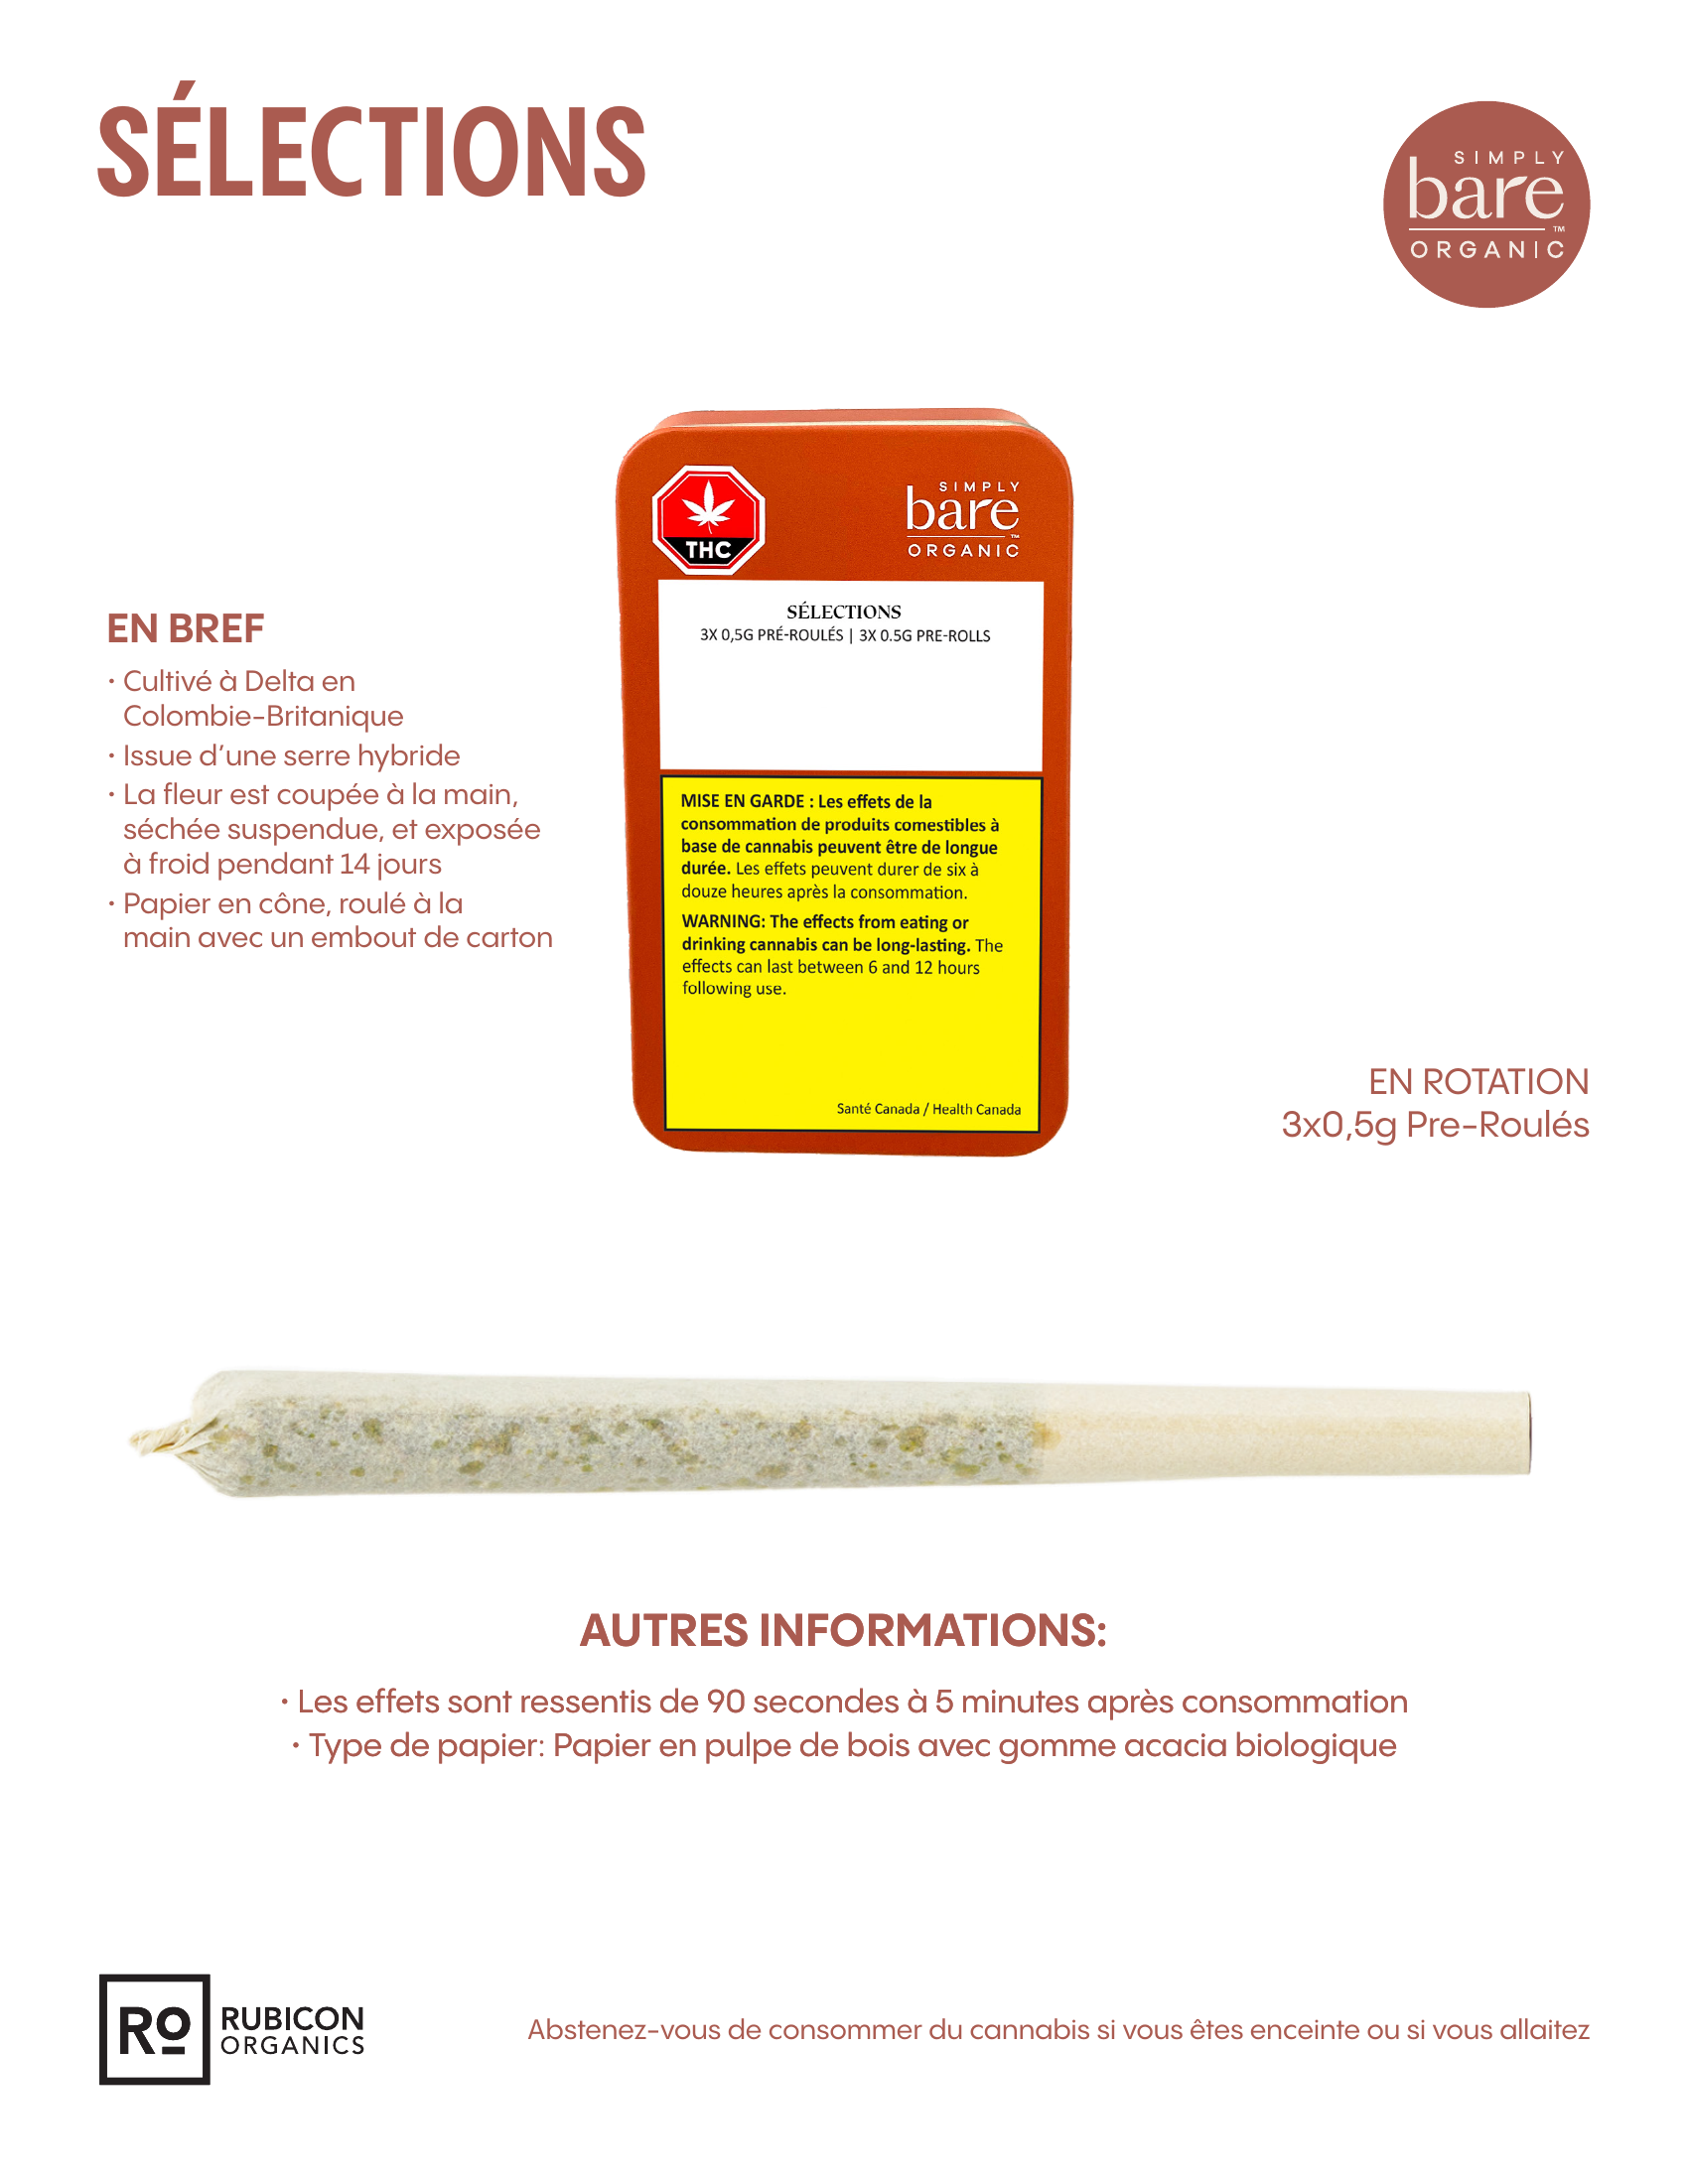 SÉLECTIONS
SIMPLY
bare
™
ORGANIC
THC
SIMPLY
bare
™
ORGANIC
SÉLECTIONS
3X 0,5G PRÉ-ROULÉS | 3X 0.5G PRE-ROLLS
MISE EN GARDE : Les effets de la
consommation de produits comestibles à
base de cannabis peuvent être de longue
durée. Les effets peuvent durer de six à
douze heures après la consommation.
WARNING: The effects from eating or
drinking cannabis can be long-lasting. The
effects can last between 6 and 12 hours
following use.
Santé Canada / Health Canada
EN BREF
· Cultivé à Delta en
Colombie-Britanique
· Issue d’une serre hybride
· La fleur est coupée à la main,
séchée suspendue, et exposée
à froid pendant 14 jours
· Papier en cône, roulé à la
main avec un embout de carton
EN ROTATION
3x0,5g Pre-Roulés
AUTRES INFORMATIONS:
· Les effets sont ressentis de 90 secondes à 5 minutes après consommation
· Type de papier: Papier en pulpe de bois avec gomme acacia biologique
Ro
RUBICON
ORGANICS
Abstenez-vous de consommer du cannabis si vous êtes enceinte ou si vous allaitez